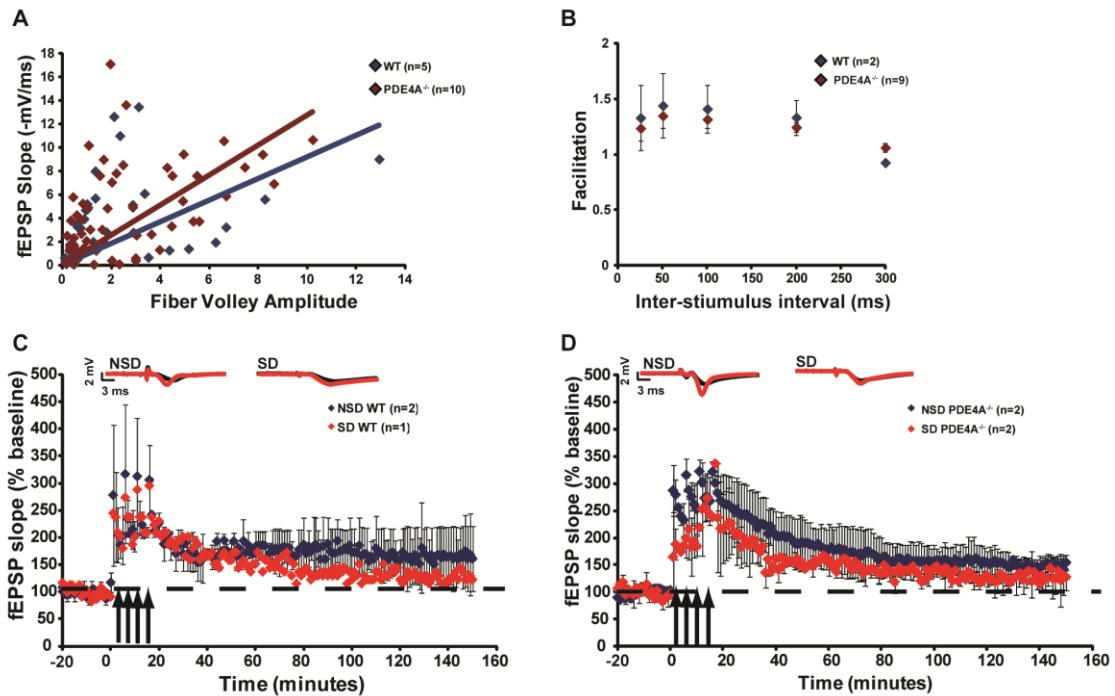 A
fEPSP Slope (-mV/ms)
18
16
14
12
10
8
6
4
2
0
WT (n=5)
PDE4A-/- (n=10)
0 2 4 6 8 10 12 14
Fiber Volley Amplitude
B
Facilitation
2
1.5
1
0.5
0
WT (n=2)
PDE4A-/- (n=9)
0 50 100 150 200 250 300
Inter-stiumulus interval (ms)
C
fEPSP slope (% baseline)
2 mV
3 ms
NSD
SD
500
450
400
350
300
250
200
150
100
50
0
NSD WT (n=2)
SD WT (n=1)
-20 0 20 40 60 80 100 120 140 160
Time (minutes)
D
fEPSP slope (% baseline)
2 mV
3 ms
NSD
SD
500
450
400
350
300
250
200
150
100
50
0
NSD PDE4A-/- (n=2)
SD PDE4A-/- (n=2)
-20 0 20 40 60 80 100 120 140 160
Time (minutes)